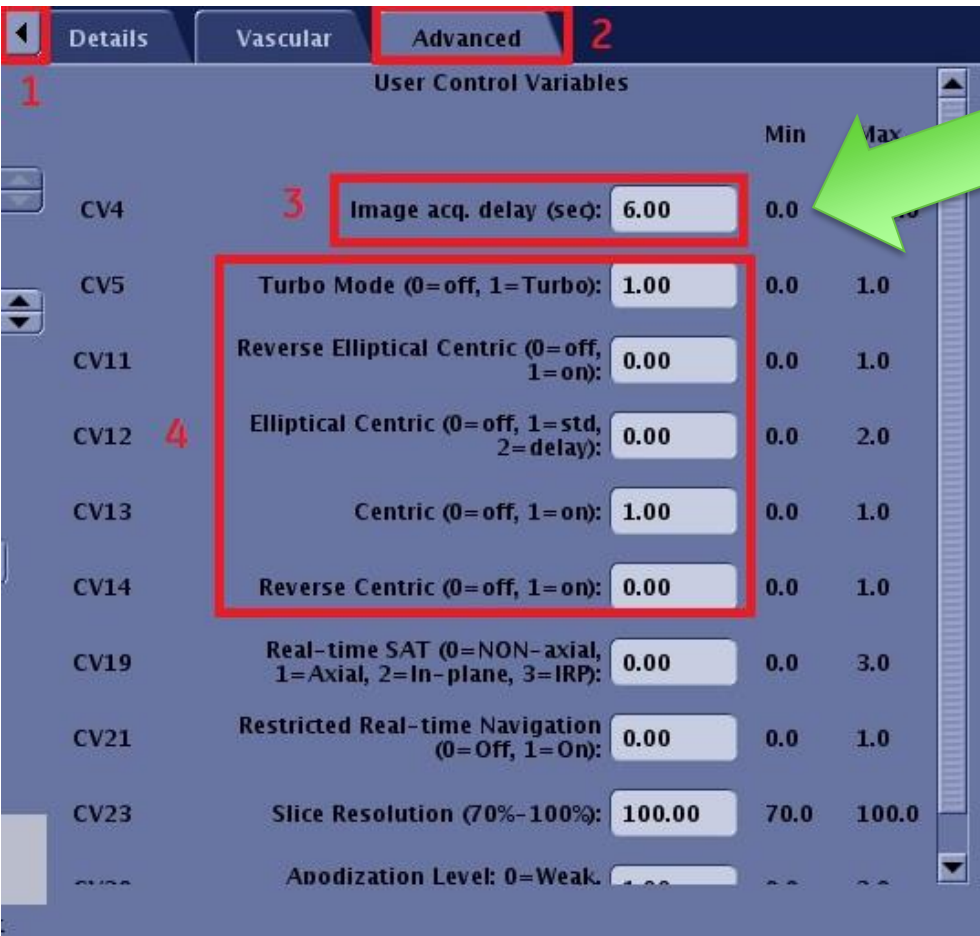 Details Vascular Advanced 2
1 User Control Variables
Min Max
CV4 3 Image acq. delay (sec): 6.00 0.0
CV5 Turbo Mode (0=off, 1=Turbo): 1.00 0.0 1.0
Reverse Elliptical Centric (0=off,
CV11 1=on): 0.00 0.0 1.0
Elliptical Centric (0=off, 1=std,
CV12 4 2=delay): 0.00 0.0 2.0
CV13 Centric (0=off, 1=on): 1.00 0.0 1.0
CV14 Reverse Centric (0=off, 1=on): 0.00 0.0 1.0
Real-time SAT (0=NON-axial,
CV19 1=Axial, 2=In-plane, 3=IRP): 0.00 0.0 3.0
Restricted Real-time Navigation
CV21 (0=Off, 1=On): 0.00 0.0 1.0
CV23 Slice Resolution (70%-100%): 100.00 70.0 100.0
Apodization Level: 0=Weak,